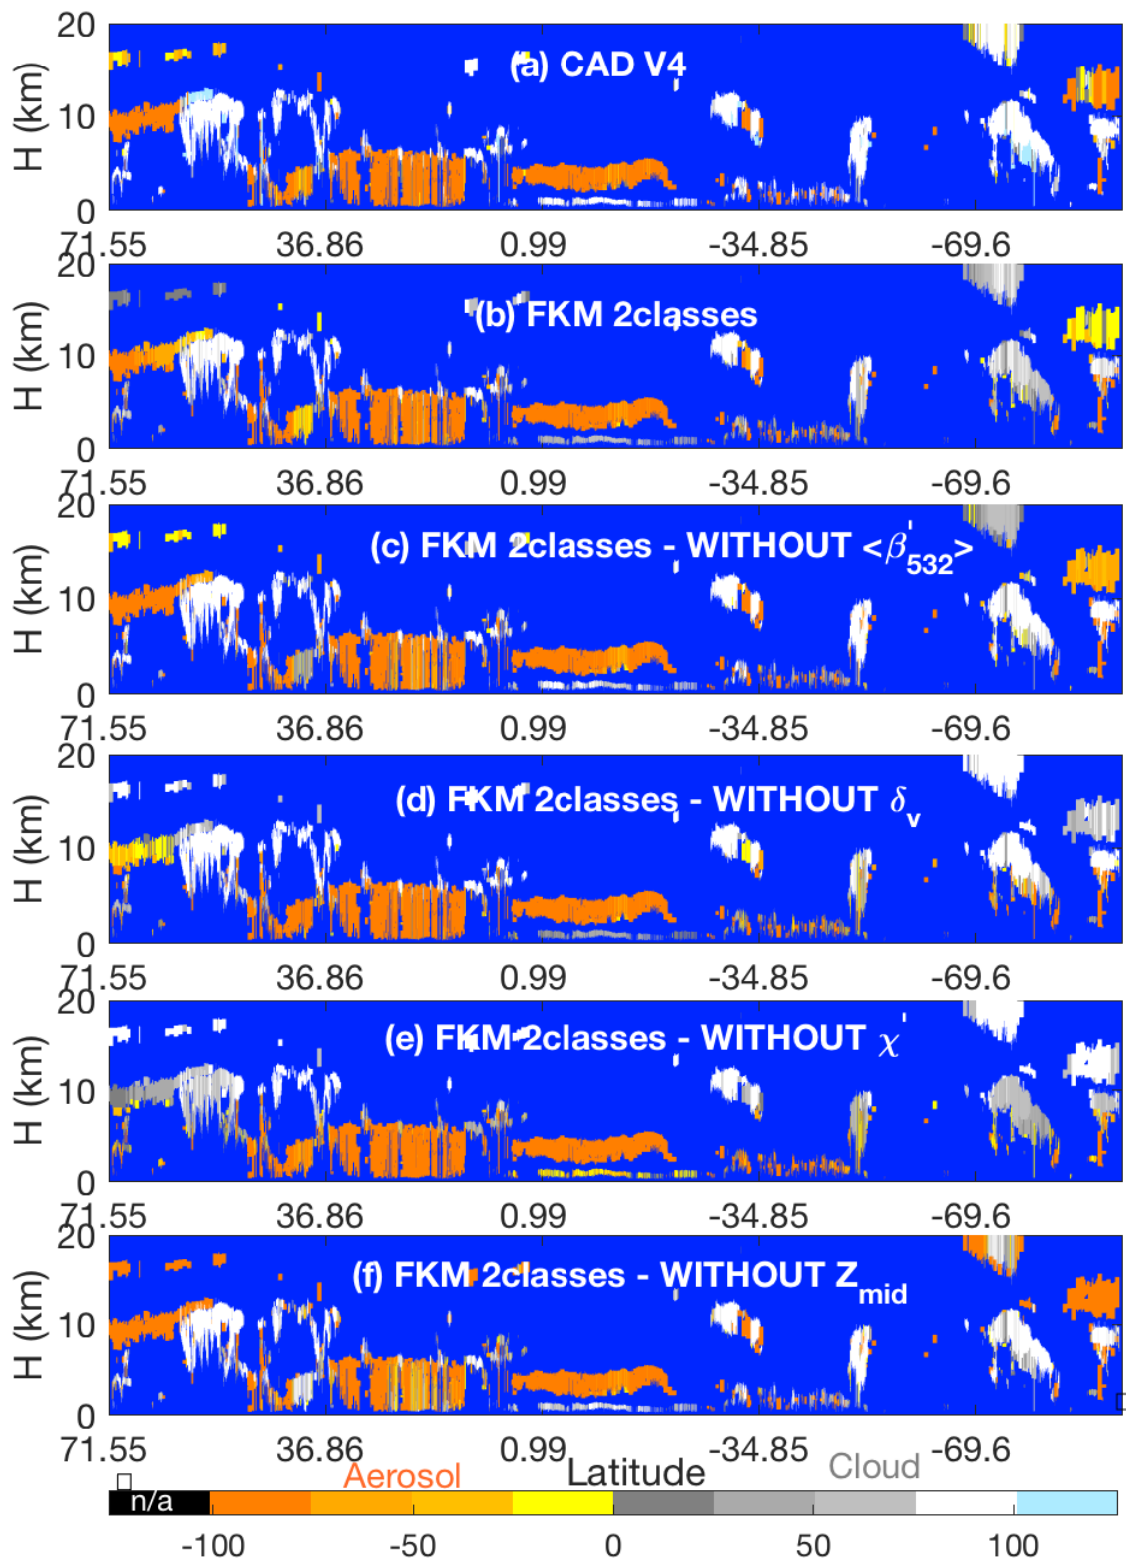 20
(a) CAD V4
H (km)
10
0
71.55 36.86 0.99 -34.85 -69.6
20
(b) FKM 2classes
H (km)
10
0
71.55 36.86 0.99 -34.85 -69.6
20
(c) FKM 2classes - WITHOUT <β'532>
H (km)
10
0
71.55 36.86 0.99 -34.85 -69.6
20
(d) FKM 2classes - WITHOUT δv
H (km)
10
0
71.55 36.86 0.99 -34.85 -69.6
20
(e) FKM 2classes - WITHOUT χ'
H (km)
10
0
71.55 36.86 0.99 -34.85 -69.6
20
(f) FKM 2classes - WITHOUT Zmid
H (km)
10
0
71.55 36.86 0.99 -34.85 -69.6
Aerosol Latitude Cloud
n/a
-100 -50 0 50 100